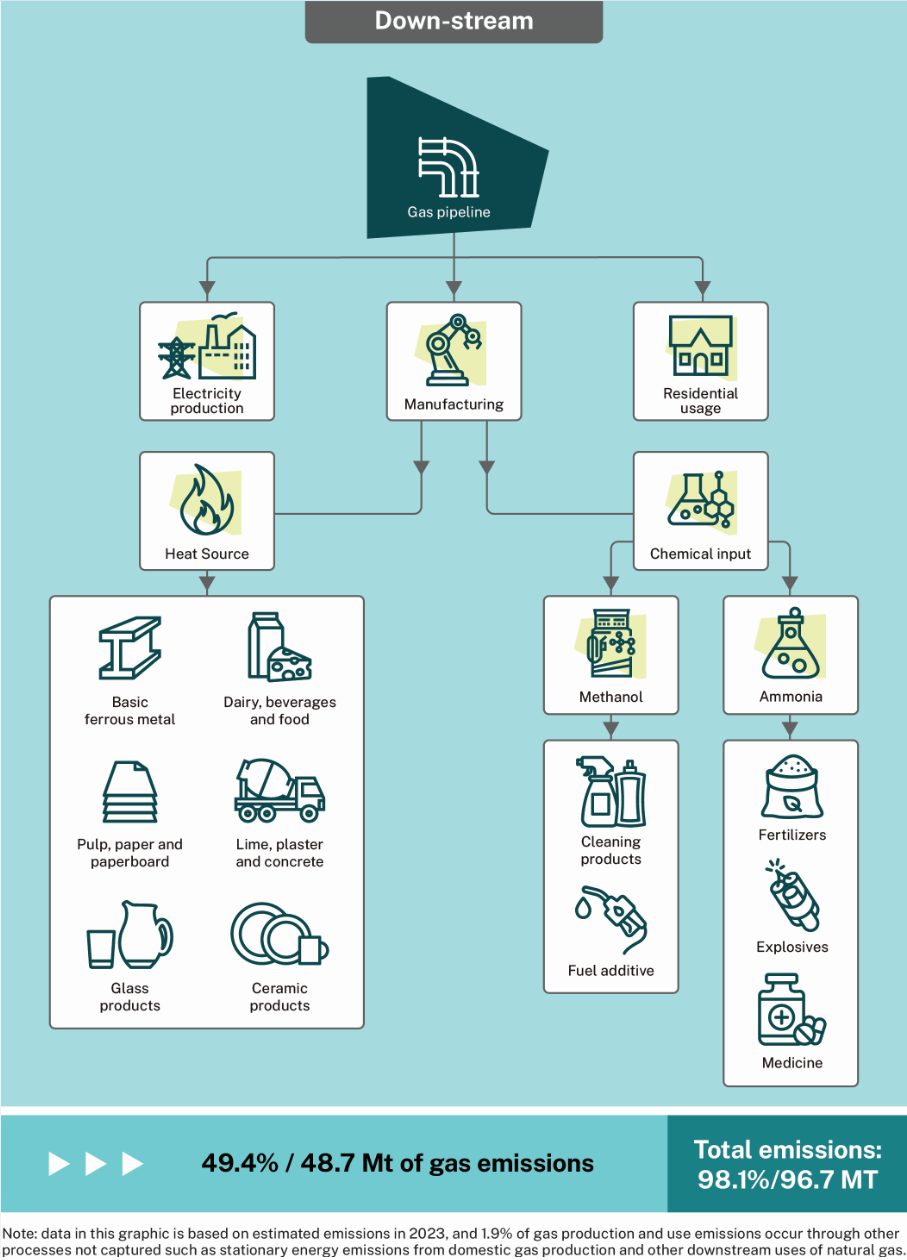 Down-stream
Gas pipeline
Electricity
production
Manufacturing
Residential
usage
Heat Source
Chemical input
Basic
ferrous metal
Dairy, beverages
and food
Pulp, paper and
paperboard
Lime, plaster
and concrete
Glass
products
Ceramic
products
Methanol
Ammonia
Cleaning
products
Fuel additive
Fertilizers
Explosives
Medicine
49.4% / 48.7 Mt of gas emissions
Total emissions:
98.1%/96.7 MT
Note: data in this graphic is based on estimated emissions in 2023, and 1.9% of gas production and use emissions occur through other
processes not captured such as stationary energy emissions from domestic gas production and other downstream uses of natural gas